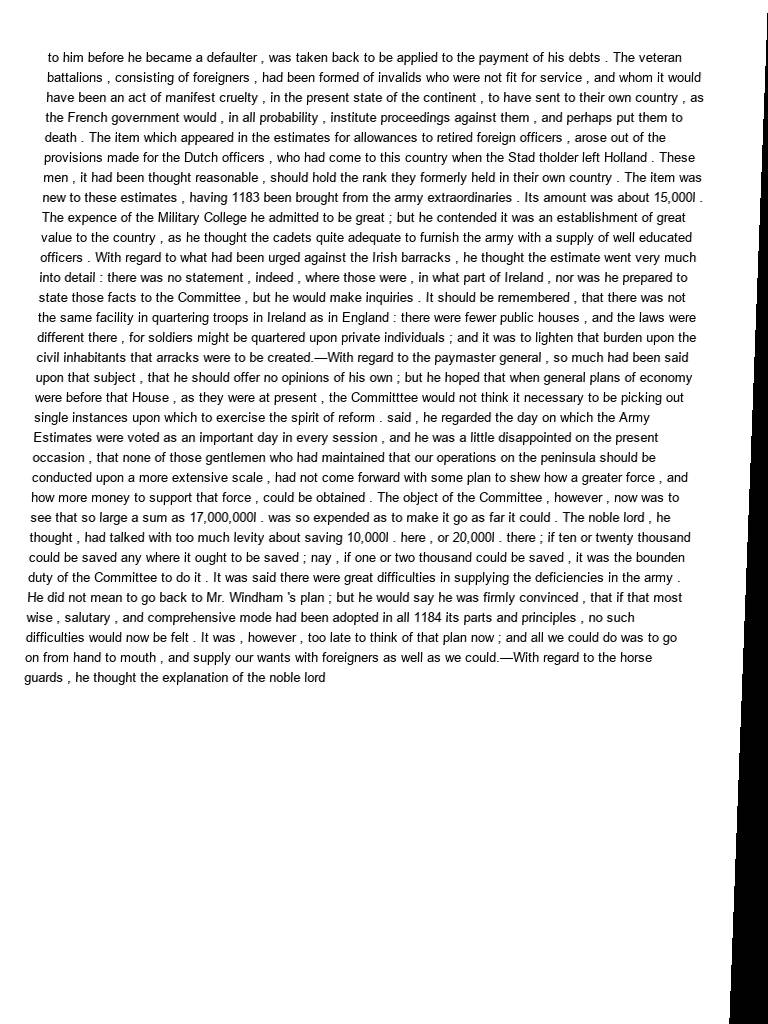 to him before he became a defaulter , was taken back to be applied to the payment of his debts . The veteran
battalions , consisting of foreigners , had been formed of invalids who were not fit for service , and whom it would
have been an act of manifest cruelty , in the present state of the continent , to have sent to their own country , as
the French government would , in all probability , institute proceedings against them , and perhaps put them to
death . The item which appeared in the estimates for allowances to retired foreign officers , arose out of the
provisions made for the Dutch officers , who had come to this country when the Stad tholder left Holland . These
men , it had been thought reasonable , should hold the rank they formerly held in their own country . The item was
new to these estimates , having 1183 been brought from the army extraordinaries . Its amount was about 15,000l .
The expence of the Military College he admitted to be great ; but he contended it was an establishment of great
value to the country , as he thought the cadets quite adequate to furnish the army with a supply of well educated
officers . With regard to what had been urged against the Irish barracks , he thought the estimate went very much
into detail : there was no statement , indeed , where those were , in what part of Ireland , nor was he prepared to
state those facts to the Committee , but he would make inquiries . It should be remembered , that there was not
the same facility in quartering troops in Ireland as in England : there were fewer public houses , and the laws were
different there , for soldiers might be quartered upon private individuals ; and it was to lighten that burden upon the
civil inhabitants that arracks were to be created.—With regard to the paymaster general , so much had been said
upon that subject , that he should offer no opinions of his own ; but he hoped that when general plans of economy
were before that House , as they were at present , the Committtee would not think it necessary to be picking out
single instances upon which to exercise the spirit of reform . said , he regarded the day on which the Army
Estimates were voted as an important day in every session , and he was a little disappointed on the present
occasion , that none of those gentlemen who had maintained that our operations on the peninsula should be
conducted upon a more extensive scale , had not come forward with some plan to shew how a greater force , and
how more money to support that force , could be obtained . The object of the Committee , however , now was to
see that so large a sum as 17,000,000l . was so expended as to make it go as far it could . The noble lord , he
thought , had talked with too much levity about saving 10,000l . here , or 20,000l . there ; if ten or twenty thousand
could be saved any where it ought to be saved ; nay , if one or two thousand could be saved , it was the bounden
duty of the Committee to do it . It was said there were great difficulties in supplying the deficiencies in the army .
He did not mean to go back to Mr. Windham 's plan ; but he would say he was firmly convinced , that if that most
wise , salutary , and comprehensive mode had been adopted in all 1184 its parts and principles , no such
difficulties would now be felt . It was , however , too late to think of that plan now ; and all we could do was to go
on from hand to mouth , and supply our wants with foreigners as well as we could.—With regard to the horse
guards , he thought the explanation of the noble lord